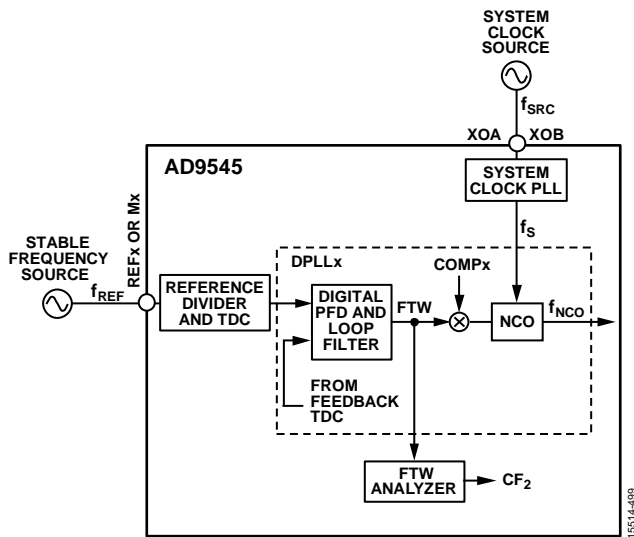 SYSTEM
CLOCK
SOURCE
fSRC
XOA
XOB
AD9545
SYSTEM
CLOCK PLL
fS
REFx OR Mx
STABLE
FREQUENCY
SOURCE
fREF
REFERENCE
DIVIDER
AND TDC
DPLLx
COMPx
DIGITAL
PFD AND
LOOP
FILTER
FTW
NCO
fNCO
FROM
FEEDBACK
TDC
FTW
ANALYZER
CF2
15514-499